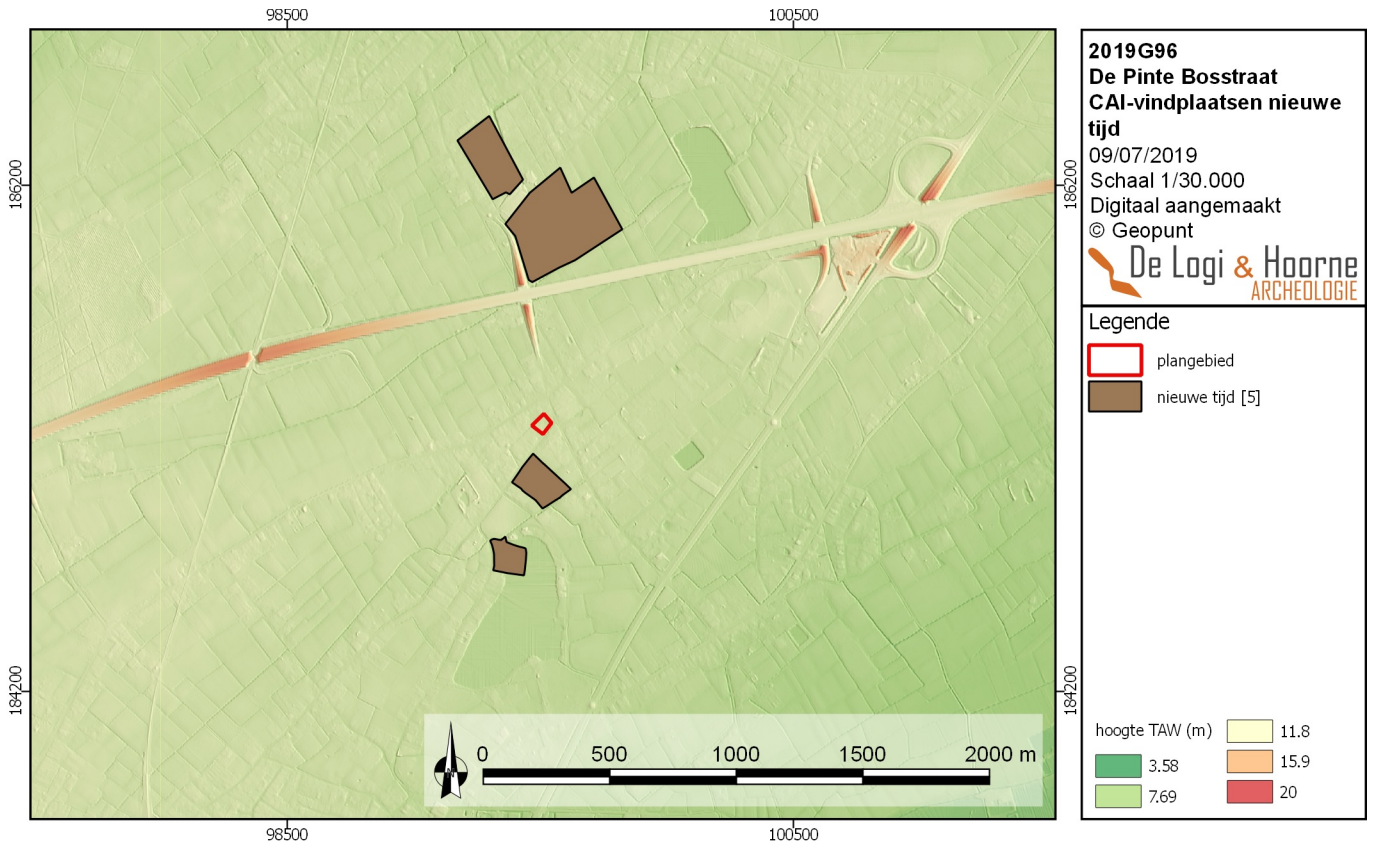 98500
100500
186200
186200
184200
184200
98500
100500
0
500
1000
1500
2000 m
N
2019G96
De Pinte Bosstraat
CAI-vindplaatsen nieuwe
tijd
09/07/2019
Schaal 1/30.000
Digitaal aangemaakt
© Geopunt
De Logi & Hoorne
ARCHEOLOGIE
Legende
plangebied
nieuwe tijd [5]
hoogte TAW (m)
3.58
7.69
11.8
15.9
20